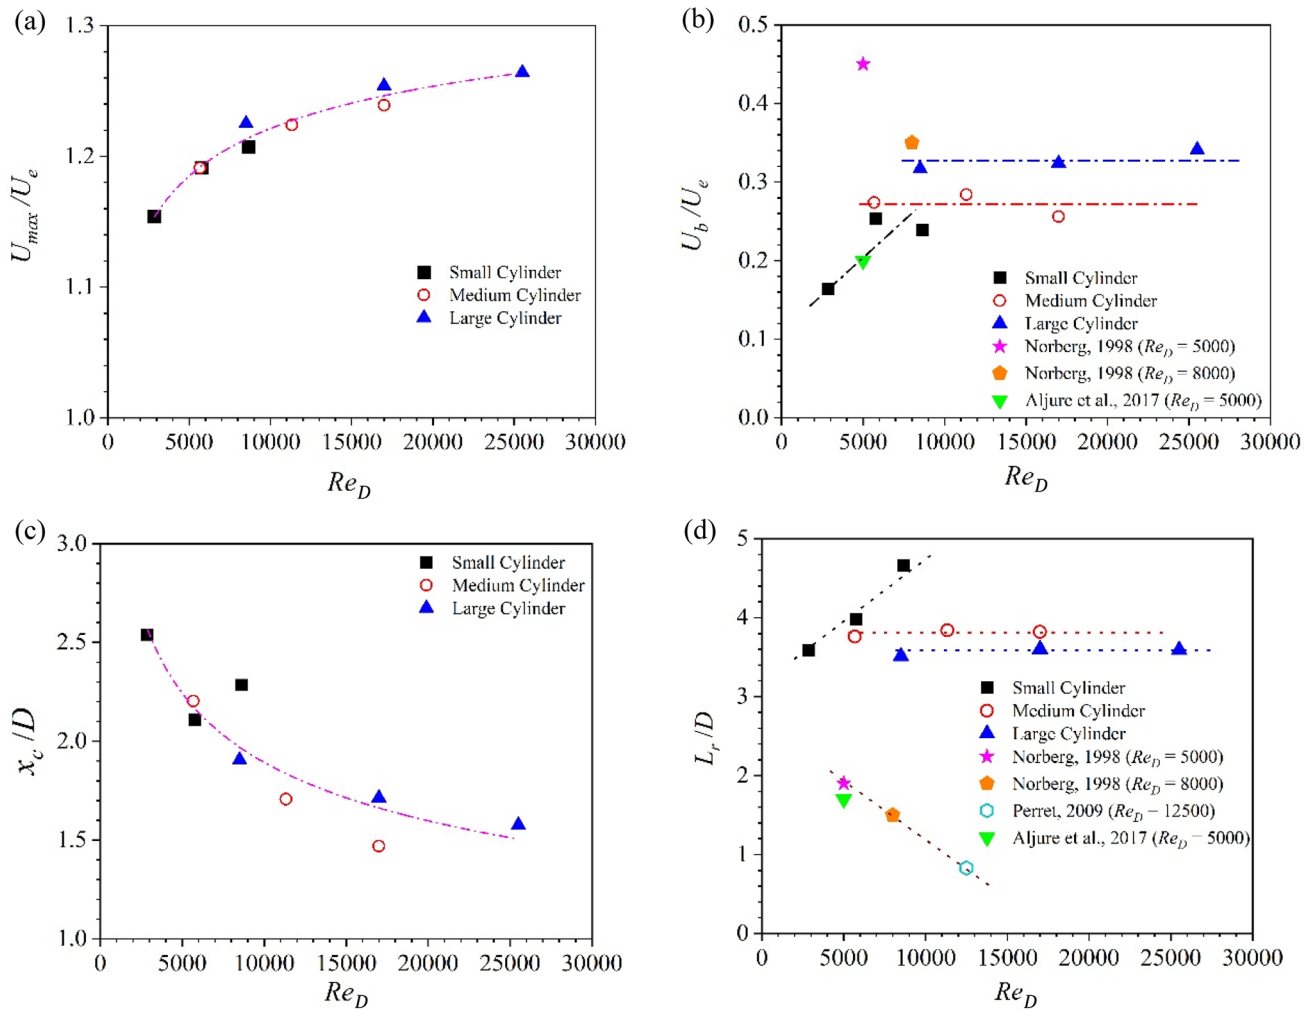 (a)
1.3
1.2
1.1
1.0
U_max /U_e
Small Cylinder
Medium Cylinder
Large Cylinder
0 5000 10000 15000 20000 25000 30000
Re_D
(b)
0.5
0.4
0.3
0.2
0.1
0.0
U_b /U_e
Small Cylinder
Medium Cylinder
Large Cylinder
Norberg, 1998 (Re_D = 5000)
Norberg, 1998 (Re_D = 8000)
Aljure et al., 2017 (Re_D = 5000)
0 5000 10000 15000 20000 25000 30000
Re_D
(c)
3.0
2.5
2.0
1.5
1.0
x_c /D
Small Cylinder
Medium Cylinder
Large Cylinder
0 5000 10000 15000 20000 25000 30000
Re_D
(d)
5
4
3
2
1
0
L_r/D
Small Cylinder
Medium Cylinder
Large Cylinder
Norberg, 1998 (Re_D = 5000)
Norberg, 1998 (Re_D = 8000)
Perret, 2009 (Re_D − 12500)
Aljure et al., 2017 (Re_D = 5000)
0 5000 10000 15000 20000 25000 30000
Re_D